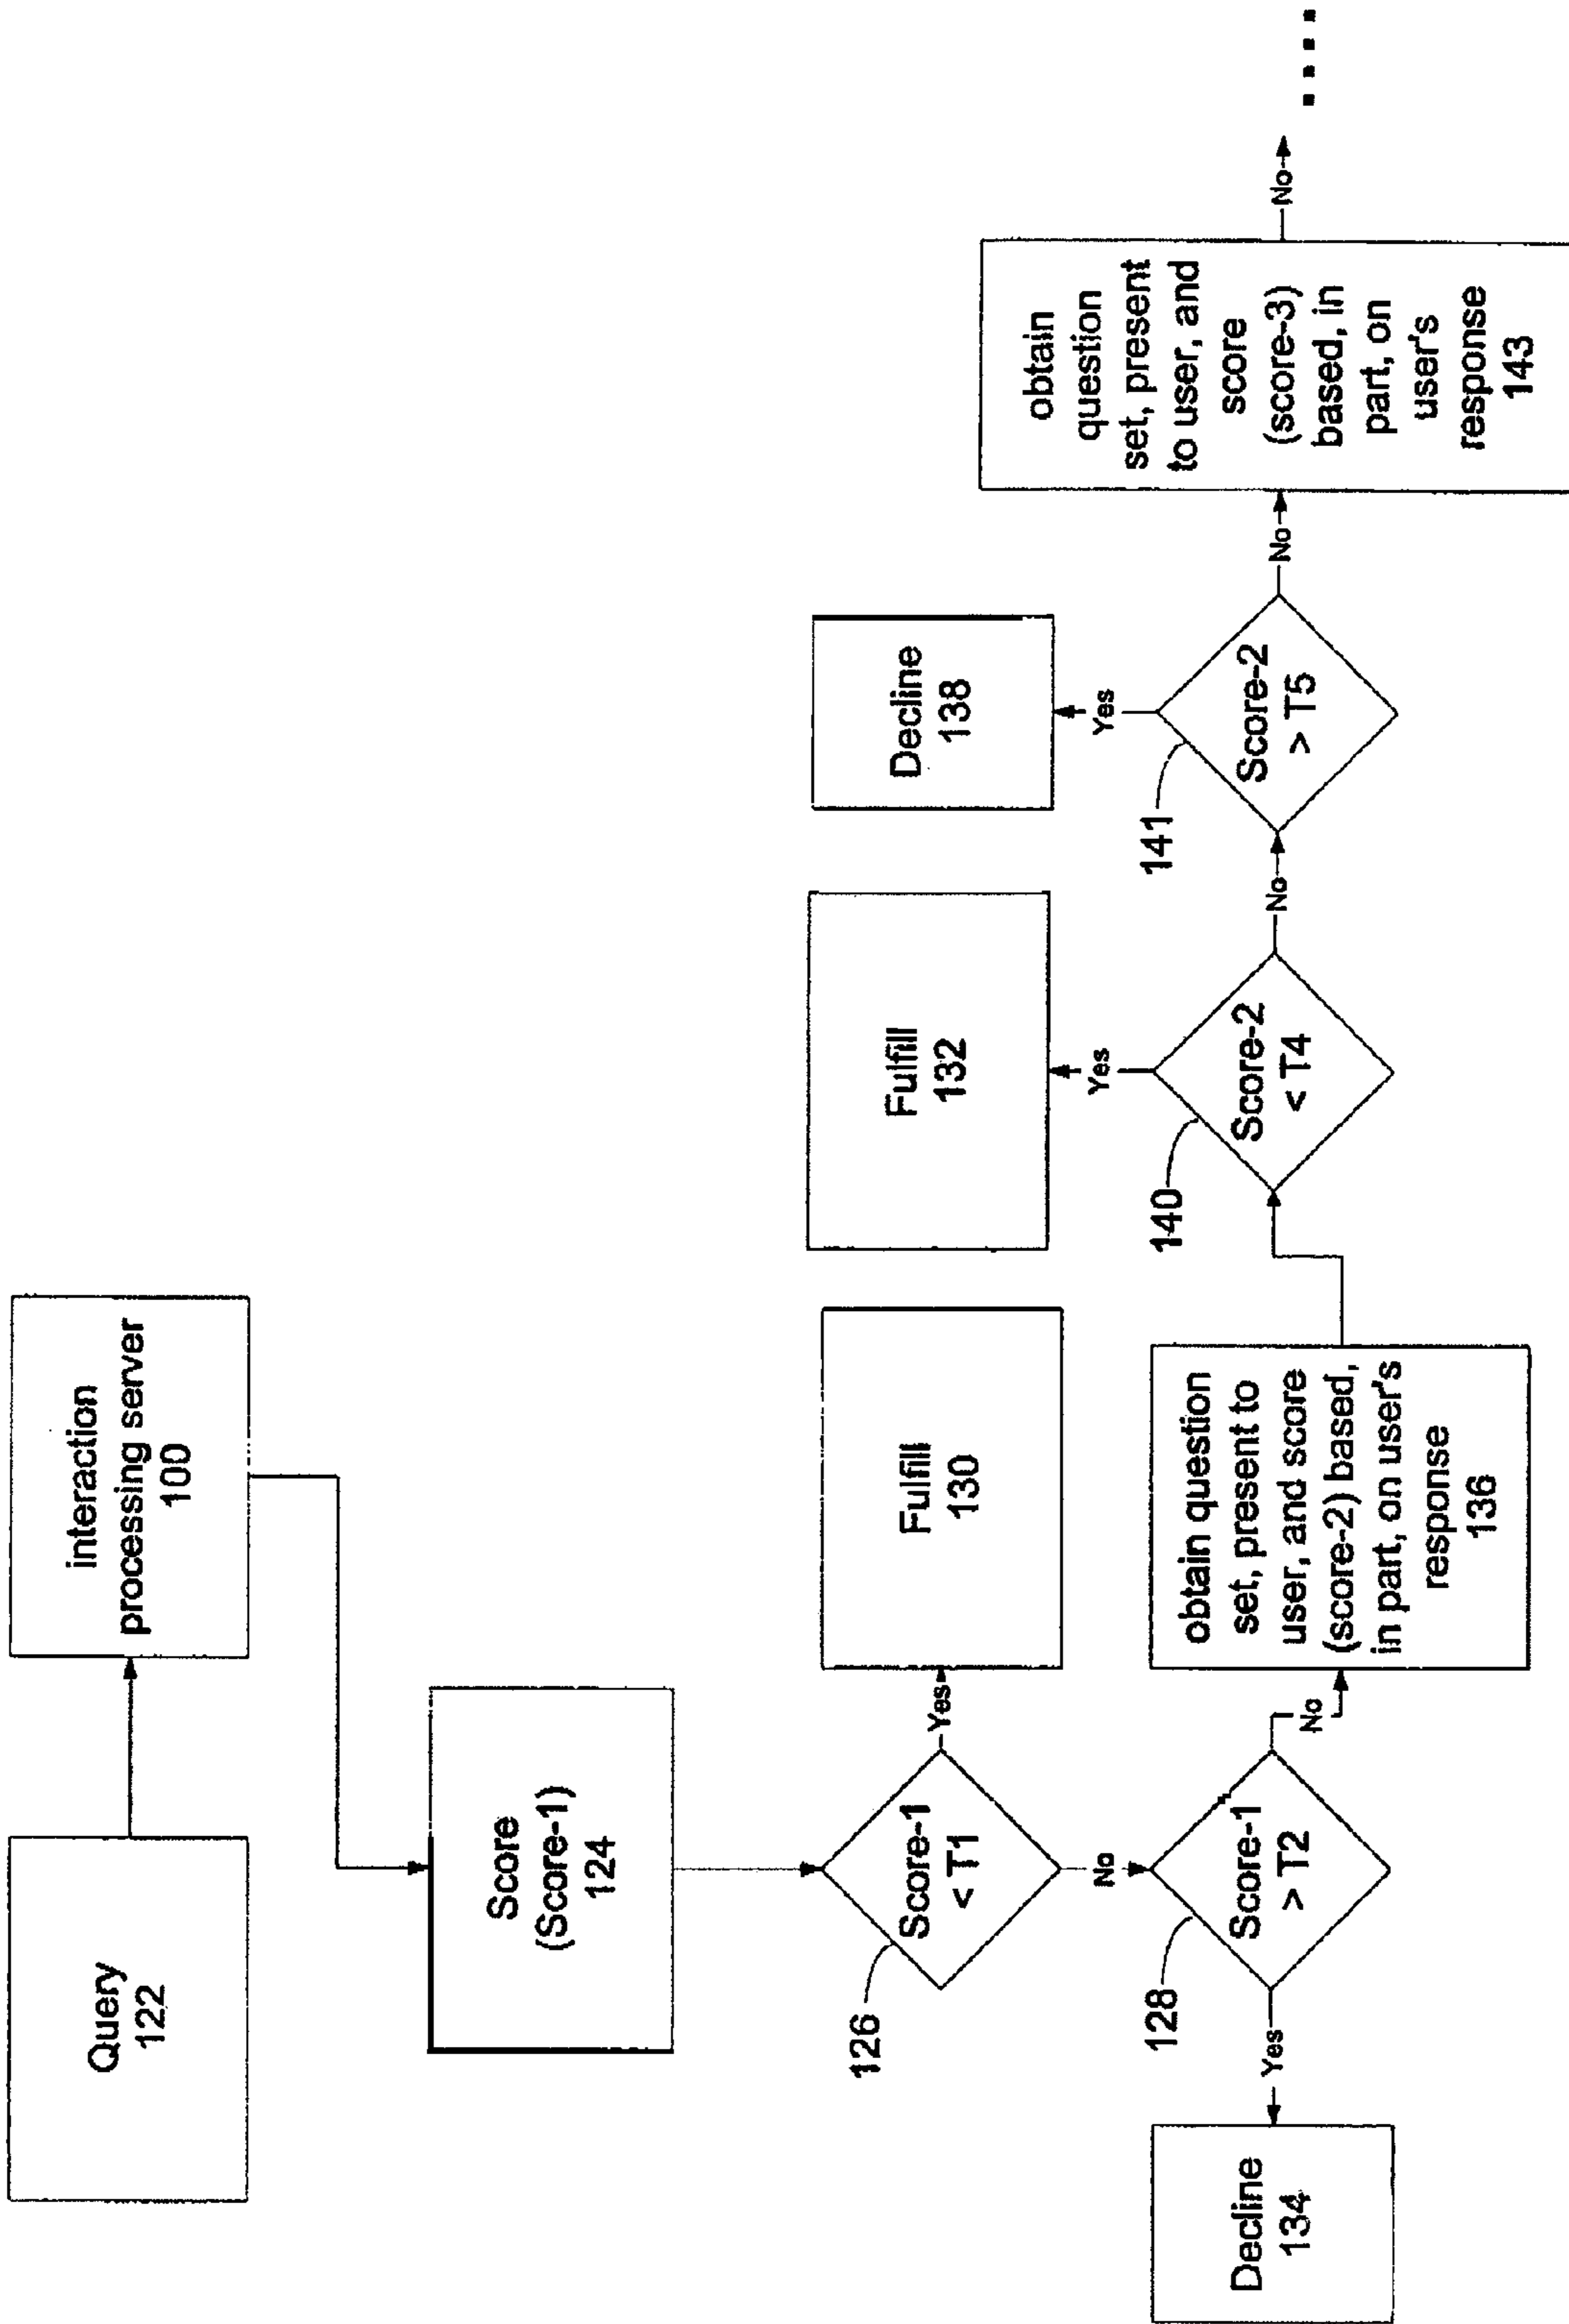 Query
122
interaction
processing server
100
Score
(Score-1)
124
126
Score-1
< T1
Yes
Fulfill
130
No
128
Score-1
> T2
Yes
Decline
134
No
obtain question
set, present to
user, and score
(score-2) based,
in part, on user's
response
136
140
Score-2
< T4
Yes
Fulfill
132
No
141
Score-2
> T5
Yes
Decline
138
No
obtain
question
set, present
to user, and
score
(score-3)
based, in
part, on
user's
response
143
No